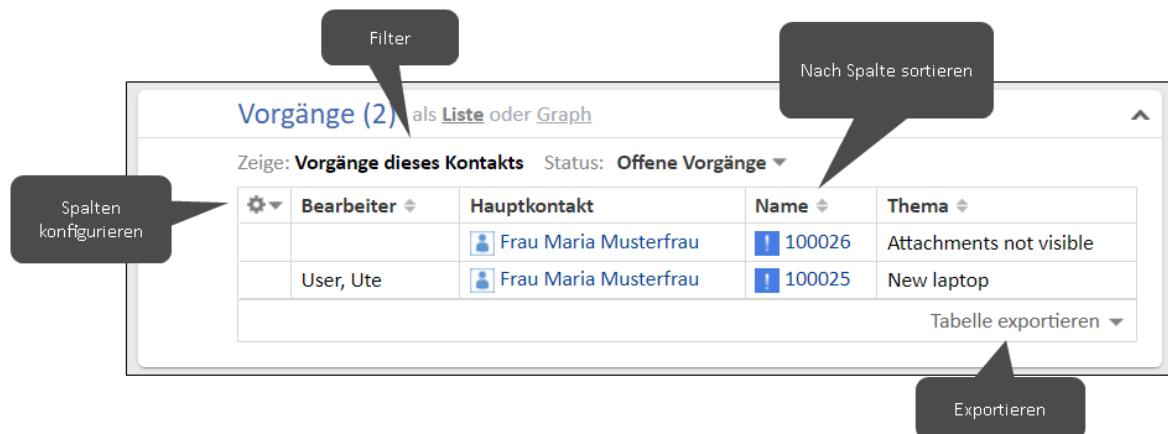 Filter
Nach Spalte sortieren
Vorgänge (2) als Liste oder Graph
Zeige: Vorgänge dieses Kontakts Status: Offene Vorgänge
Spalten
konfigurieren
Bearbeiter Hauptkontakt Name Thema
Frau Maria Musterfrau 100026 Attachments not visible
User, Ute Frau Maria Musterfrau 100025 New laptop
Tabelle exportieren
Exportieren